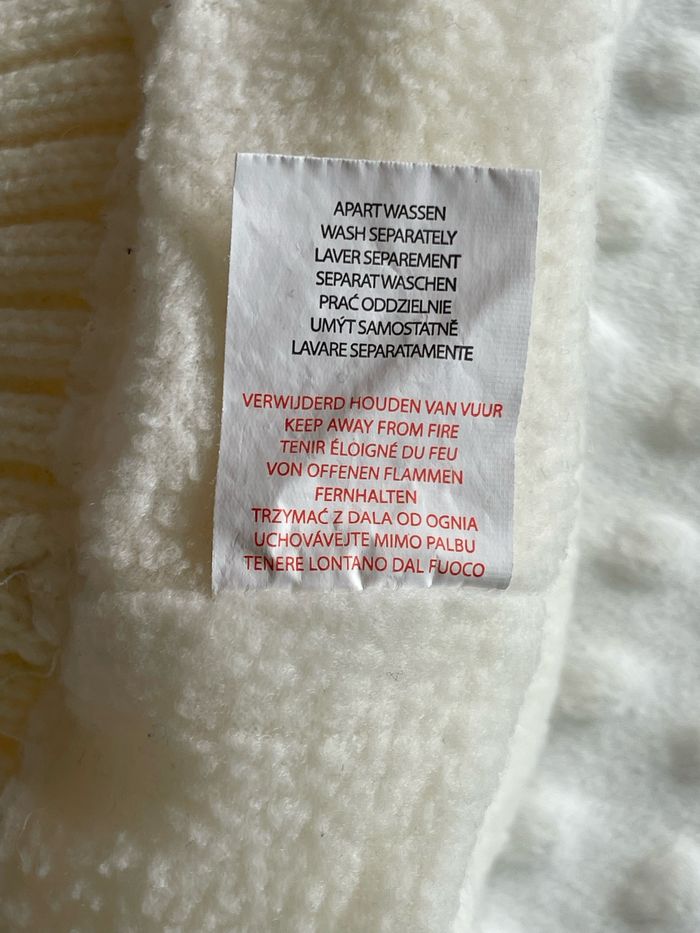 APART WASSEN
WASH SEPARATELY
LAVER SEPAREMENT
SEPARAT WASCHEN
PRAĆ ODDZIELNIE
UMÝT SAMOSTATNĚ
LAVARE SEPARATAMENTE
VERWIJDERD HOUDEN VAN VUUR
KEEP AWAY FROM FIRE
TENIR ÉLOIGNÉ DU FEU
VON OFFENEN FLAMMEN
FERNHALTEN
TRZYMAĆ Z DALA OD OGNIA
UCHOVÁVEJTE MIMO PALBU
TENERE LONTANO DAL FUOCO